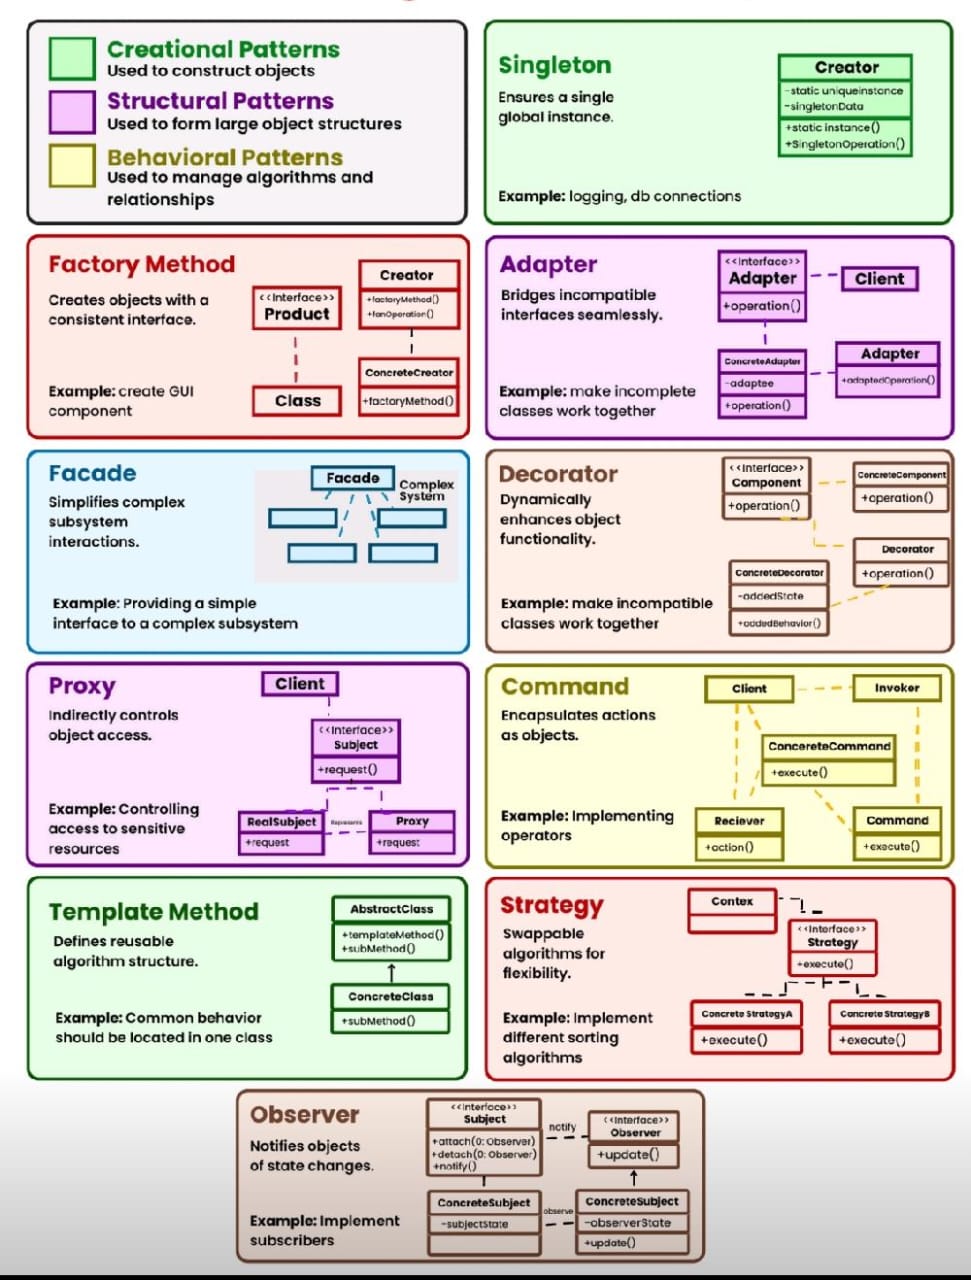 Creational Patterns
Used to construct objects
Structural Patterns
Used to form large object structures
Behavioral Patterns
Used to manage algorithms and
relationships
Singleton
Ensures a single
global instance.
Example: logging, db connections
Creator
-static uniqueinstance
-singletonData
+static instance()
+SingletonOperation()
Factory Method
Creates objects with a
consistent interface.
Example: create GUI
component
<<Interface>>
Product
Class
Creator
+factoryMethod()
+fanOperation()
ConcreteCreator
+factoryMethod()
Adapter
Bridges incompatible
interfaces seamlessly.
Example: make incomplete
classes work together
<<Interface>>
Adapter
+operation()
Client
ConcreteAdapter
-adaptee
+operation()
Adapter
+adaptedOperation()
Facade
Simplifies complex
subsystem
interactions.
Example: Providing a simple
interface to a complex subsystem
Facade
Complex
System
Decorator
Dynamically
enhances object
functionality.
Example: make incompatible
classes work together
<<Interface>>
Component
+operation()
ConcreteComponent
+operation()
Decorator
+operation()
ConcreteDecorator
-addedState
+addedBehavior()
Proxy
Indirectly controls
object access.
Example: Controlling
access to sensitive
resources
Client
<<Interface>>
Subject
+request()
RealSubject
+request
Represents
Proxy
+request
Command
Encapsulates actions
as objects.
Example: Implementing
operators
Client
Invoker
ConcereteCommand
+execute()
Reciever
+action()
Command
+execute()
Template Method
Defines reusable
algorithm structure.
Example: Common behavior
should be located in one class
AbstractClass
+templateMethod()
+subMethod()
ConcreteClass
+subMethod()
Strategy
Swappable
algorithms for
flexibility.
Example: Implement
different sorting
algorithms
Contex
<<Interface>>
Strategy
+execute()
Concrete StrategyA
+execute()
Concrete StrategyB
+execute()
Observer
Notifies objects
of state changes.
Example: Implement
subscribers
<<Interface>>
Subject
+attach(0: Observer)
+detach(0: Observer)
+notify()
notify
<<Interface>>
Observer
+update()
ConcreteSubject
-subjectState
observe
ConcreteSubject
-observerState
+update()